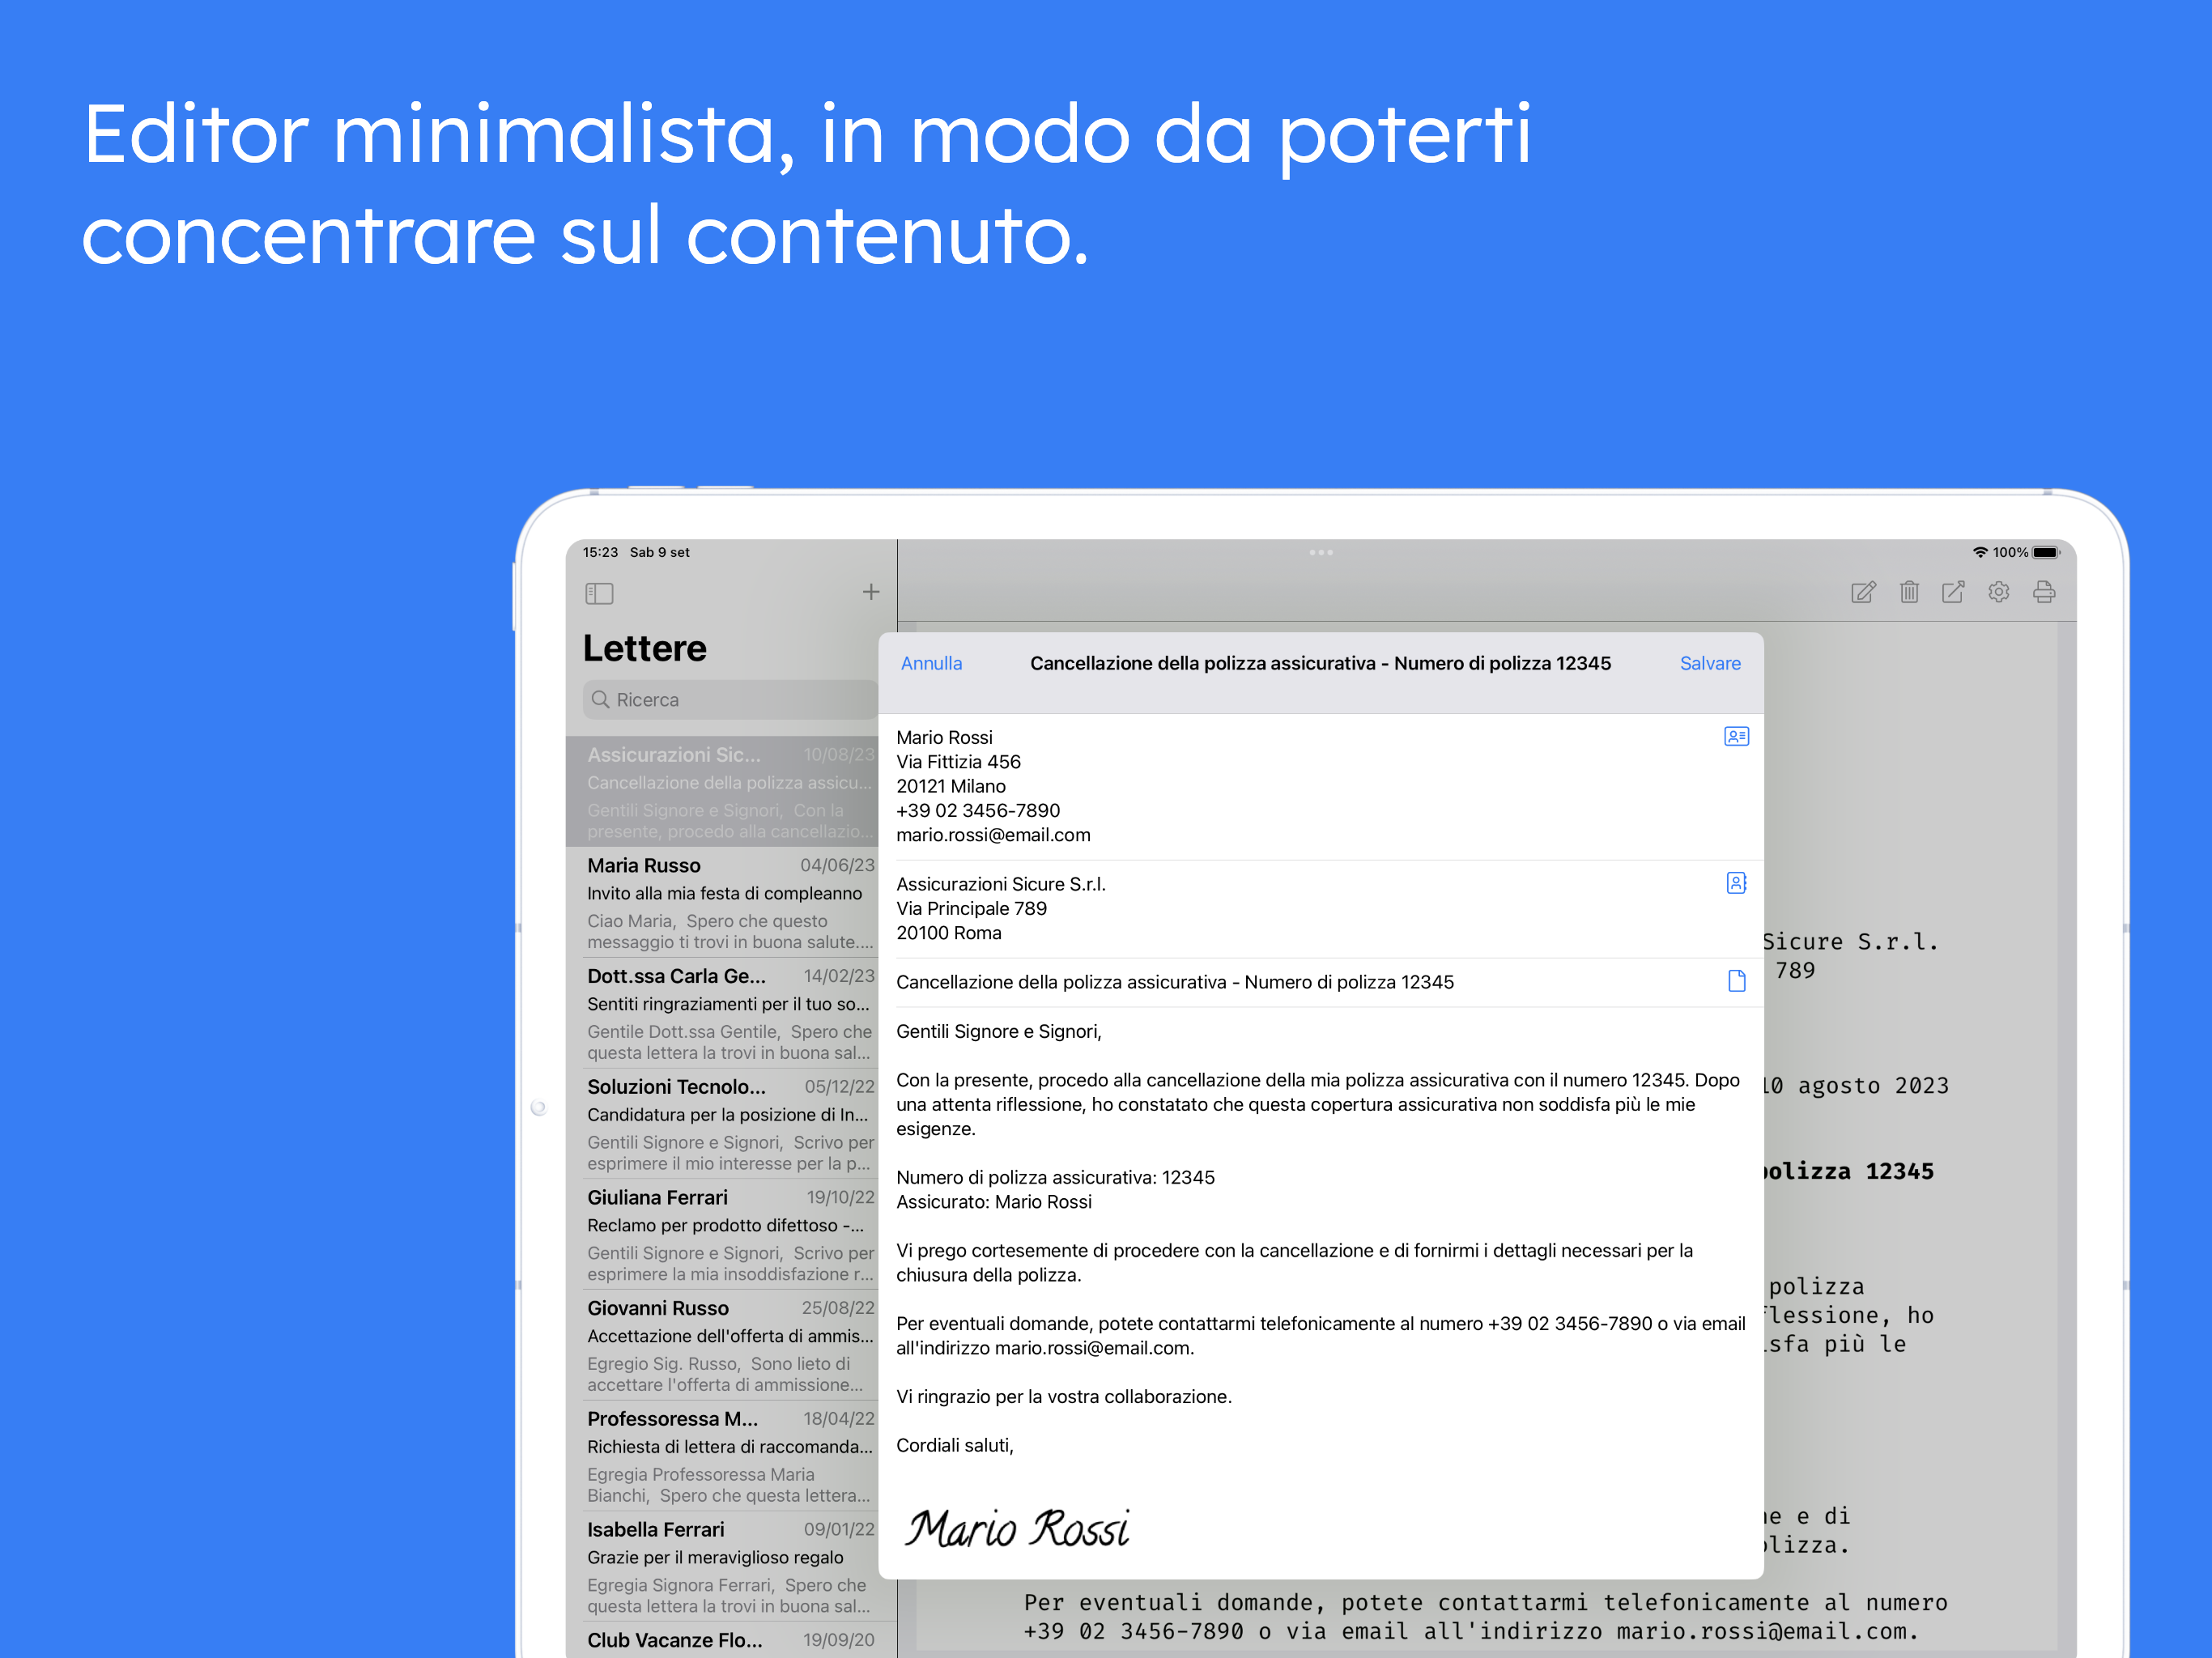 Editor minimalista, in modo da poterti
concentrare sul contenuto.
15:23 Sab 9 set
100%
Lettere
Ricerca
Assicurazioni Sic... 10/08/23
Cancellazione della polizza assicu...
Gentili Signore e Signori, Con la
presente, procedo alla cancellazio...
Maria Russo 04/06/23
Invito alla mia festa di compleanno
Ciao Maria, Spero che questo
messaggio ti trovi in buona salute....
Dott.ssa Carla Ge... 14/02/23
Sentiti ringraziamenti per il tuo so...
Gentile Dott.ssa Gentile, Spero che
questa lettera la trovi in buona sal...
Soluzioni Tecnolo... 05/12/22
Candidatura per la posizione di In...
Gentili Signore e Signori, Scrivo per
esprimere il mio interesse per la p...
Giuliana Ferrari 19/10/22
Reclamo per prodotto difettoso -...
Gentili Signore e Signori, Scrivo per
esprimere la mia insoddisfazione r...
Giovanni Russo 25/08/22
Accettazione dell'offerta di ammis...
Egregio Sig. Russo, Sono lieto di
accettare l'offerta di ammissione...
Professoressa M... 18/04/22
Richiesta di lettera di raccomanda...
Egregia Professoressa Maria
Bianchi, Spero che questa lettera...
Isabella Ferrari 09/01/22
Grazie per il meraviglioso regalo
Egregia Signora Ferrari, Spero che
questa lettera la trovi in buona sal...
Club Vacanze Flo... 19/09/20
Annulla Cancellazione della polizza assicurativa - Numero di polizza 12345 Salvare
Mario Rossi
Via Fittizia 456
20121 Milano
+39 02 3456-7890
mario.rossi@email.com
Assicurazioni Sicure S.r.l.
Via Principale 789
20100 Roma
Cancellazione della polizza assicurativa - Numero di polizza 12345
Gentili Signore e Signori,
Con la presente, procedo alla cancellazione della mia polizza assicurativa con il numero 12345. Dopo
una attenta riflessione, ho constatato che questa copertura assicurativa non soddisfa più le mie
esigenze.
Numero di polizza assicurativa: 12345
Assicurato: Mario Rossi
Vi prego cortesemente di procedere con la cancellazione e di fornirmi i dettagli necessari per la
chiusura della polizza.
Per eventuali domande, potete contattarmi telefonicamente al numero +39 02 3456-7890 o via email
all'indirizzo mario.rossi@email.com.
Vi ringrazio per la vostra collaborazione.
Cordiali saluti,
Mario Rossi
Sicure S.r.l.
789
10 agosto 2023
polizza 12345
polizza
flessione, ho
sfa più le
ne e di
olizza.
Per eventuali domande, potete contattarmi telefonicamente al numero
+39 02 3456-7890 o via email all'indirizzo mario.rossi@email.com.